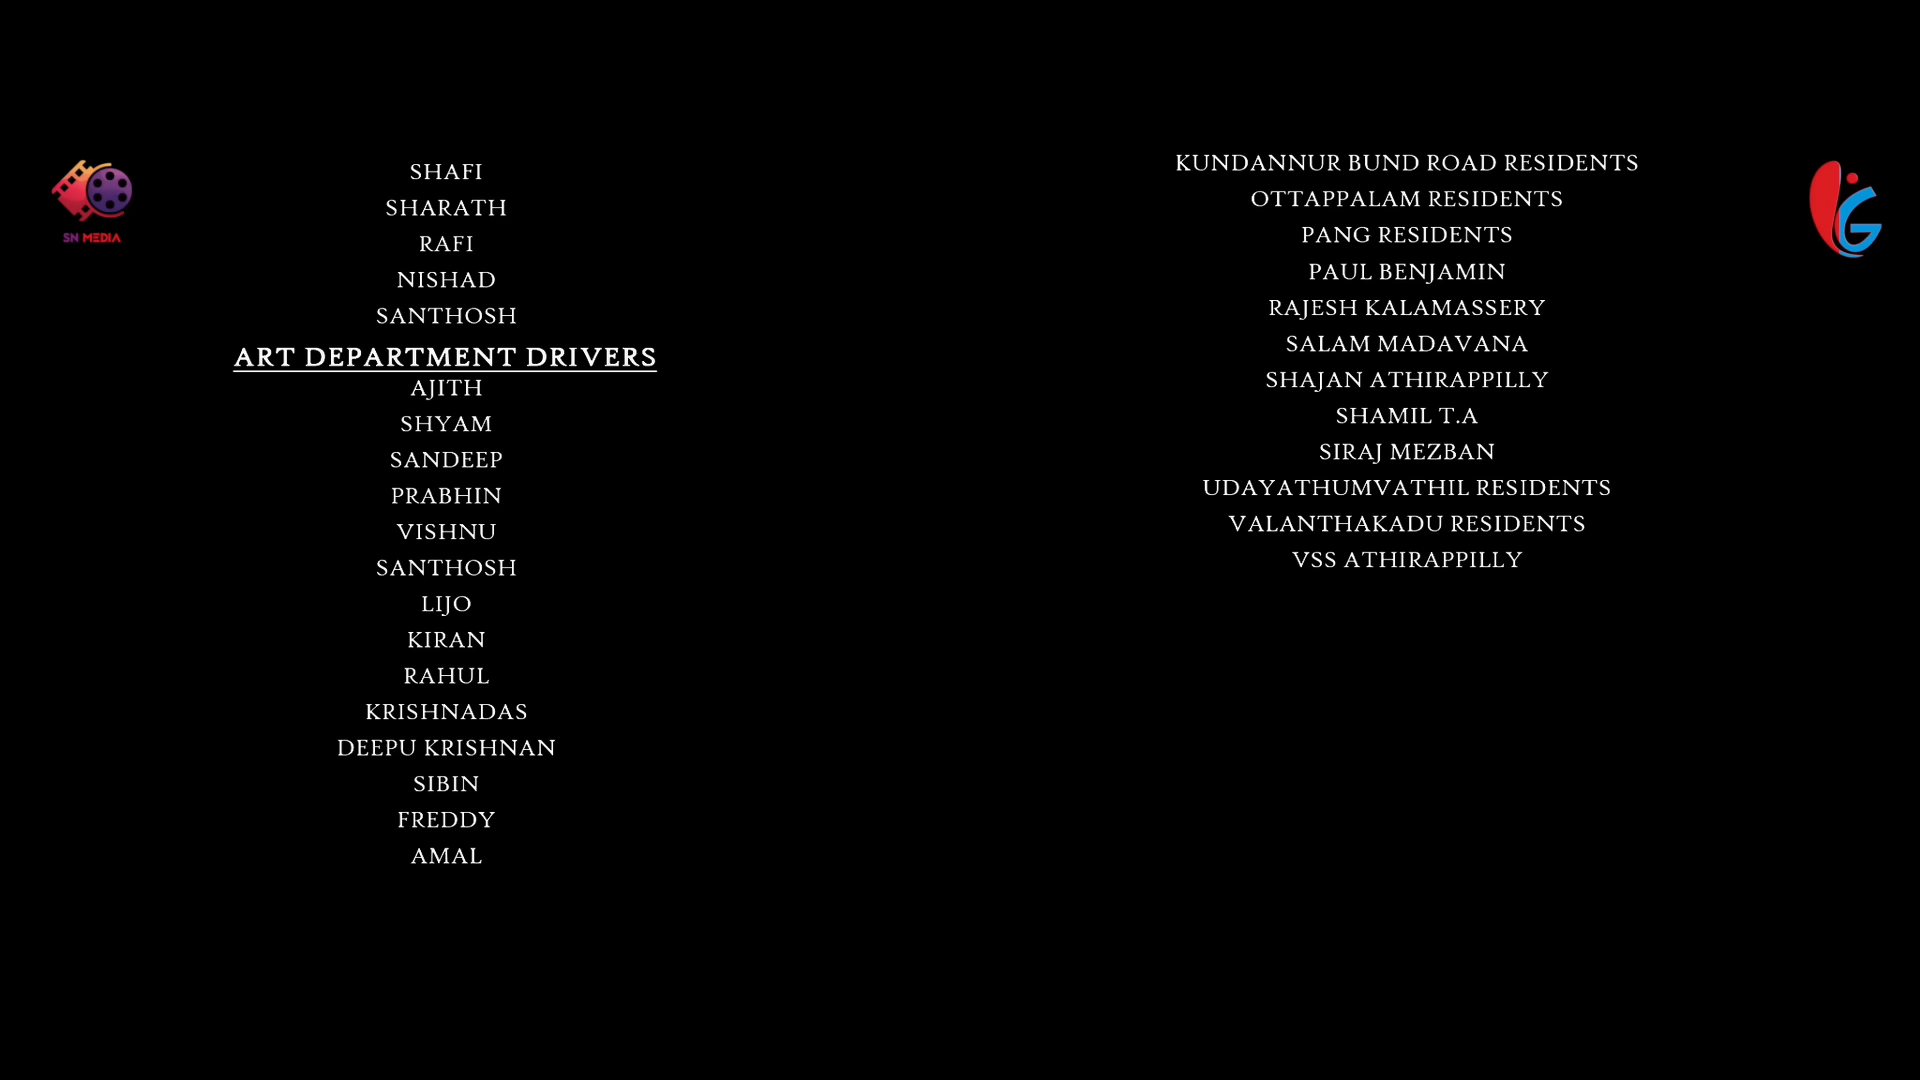 SN MEDIA
SHAFI
SHARATH
RAFI
NISHAD
SANTHOSH
ART DEPARTMENT DRIVERS
AJITH
SHYAM
SANDEEP
PRABHIN
VISHNU
SANTHOSH
LIJO
KIRAN
RAHUL
KRISHNADAS
DEEPU KRISHNAN
SIBIN
FREDDY
AMAL
KUNDANNUR BUND ROAD RESIDENTS
OTTAPPALAM RESIDENTS
PANG RESIDENTS
PAUL BENJAMIN
RAJESH KALAMASSERY
SALAM MADAVANA
SHAJAN ATHIRAPPILLY
SHAMIL T.A
SIRAJ MEZBAN
UDAYATHUMVATHIL RESIDENTS
VALANTHAKADU RESIDENTS
VSS ATHIRAPPILLY
G